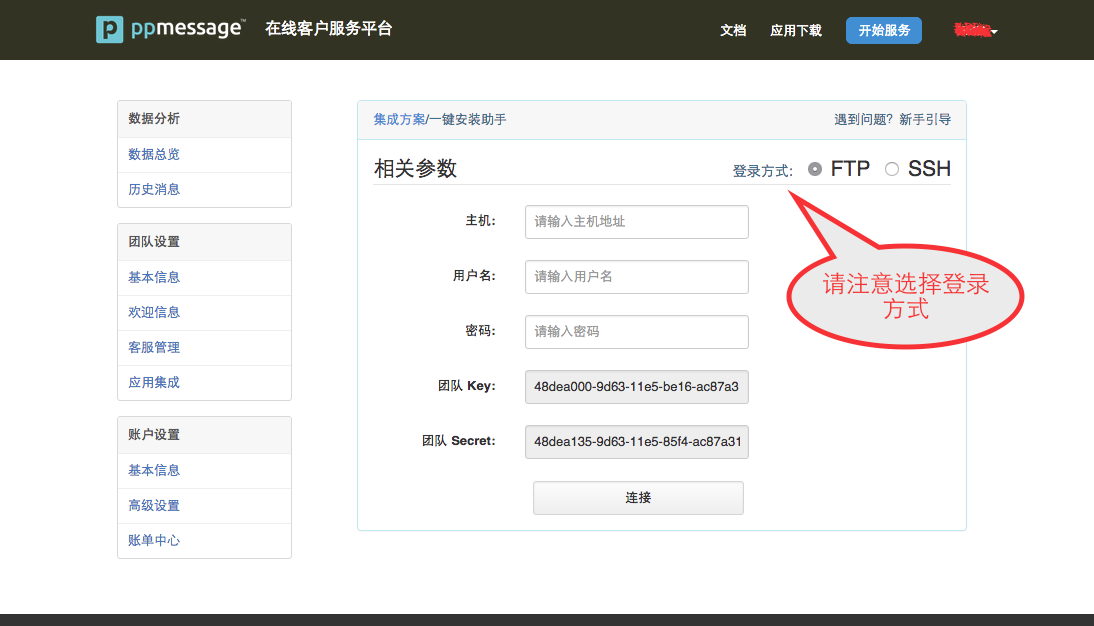 ppmessage™ 在线客户服务平台 文档 应用下载 开始服务
数据分析
数据总览
历史消息
团队设置
基本信息
欢迎信息
客服管理
应用集成
账户设置
基本信息
高级设置
账单中心
集成方案/一键安装助手 遇到问题? 新手引导
相关参数 登录方式: FTP SSH
主机: 请输入主机地址
用户名: 请输入用户名
密码: 请输入密码
团队 Key: 48dea000-9d63-11e5-be16-ac87a3
团队 Secret: 48dea135-9d63-11e5-85f4-ac87a31
连接
请注意选择登录
方式